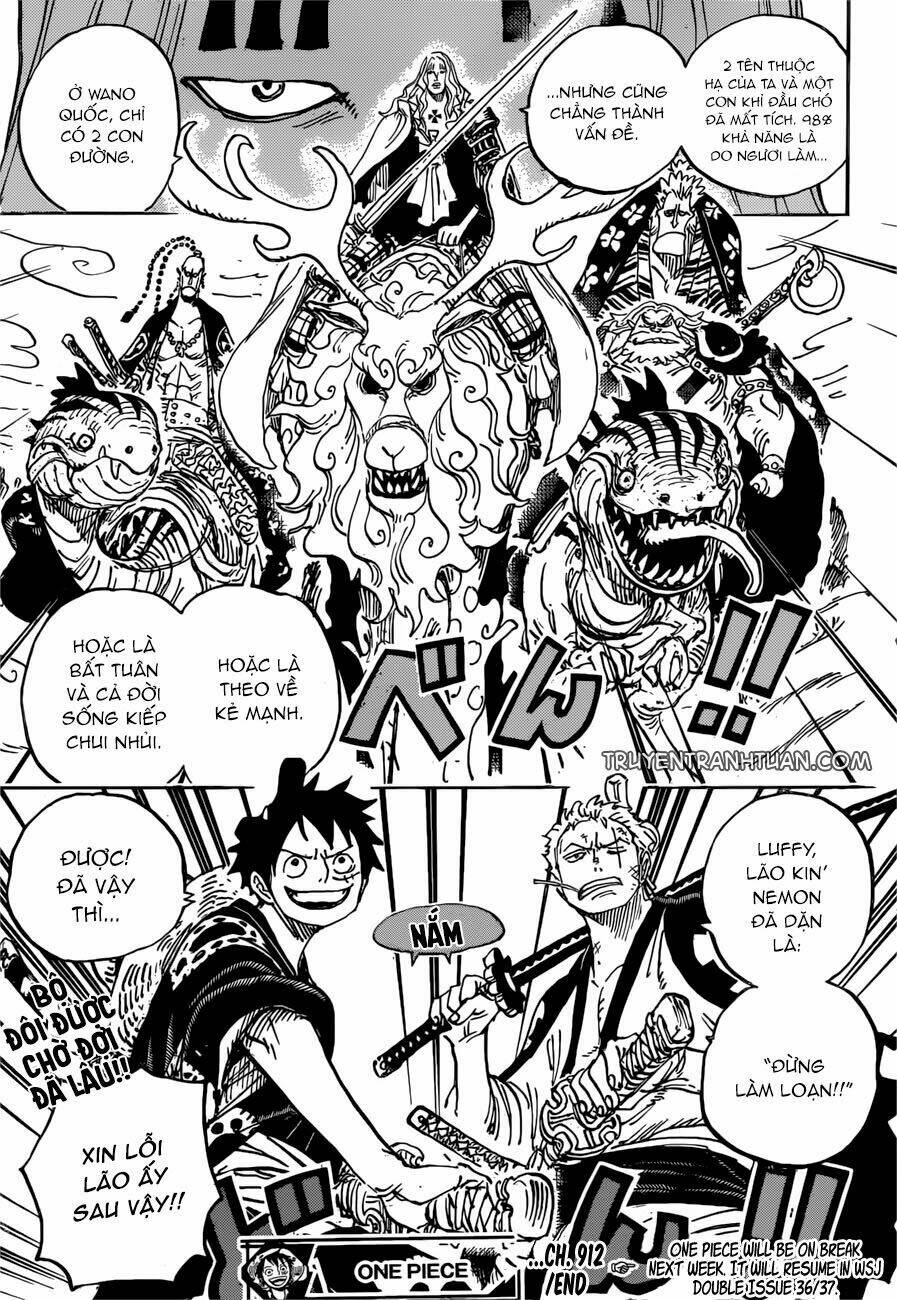 2 TÊN THUỘC
HẠ CỦA TA VÀ MỘT
CON KHỈ ĐẦU CHÓ
ĐÃ MẤT TÍCH. 98%
KHẢ NĂNG LÀ
DO NGƯƠI LÀM...
...NHƯNG CŨNG
CHẲNG THÀNH
VẤN ĐỀ.
Ở WANO
QUỐC, CHỈ
CÓ 2 CON
ĐƯỜNG.
HOẶC LÀ
THEO VỀ
KẺ MẠNH.
HOẶC LÀ
BẤT TUÂN
VÀ CẢ ĐỜI
SỐNG KIẾP
CHUI NHỦI.
べん!!
TRUYENTRANHTUAN.COM
LUFFY,
LÃO KIN'
NEMON
ĐÃ DẶN
LÀ:
"ĐỪNG
LÀM LOẠN!!"
NẮM
ĐƯỢC!
ĐÃ VẬY
THÌ...
BỘ
ĐÔI ĐƯỢC
CHỜ ĐỢI
ĐÃ LÂU!!
XIN LỖI
LÃO ẤY
SAU VẬY!!
べん!!
ONE PIECE
...CH. 912
/END
ONE PIECE WILL BE ON BREAK
NEXT WEEK. IT WILL RESUME IN WSJ
DOUBLE ISSUE 36/37.